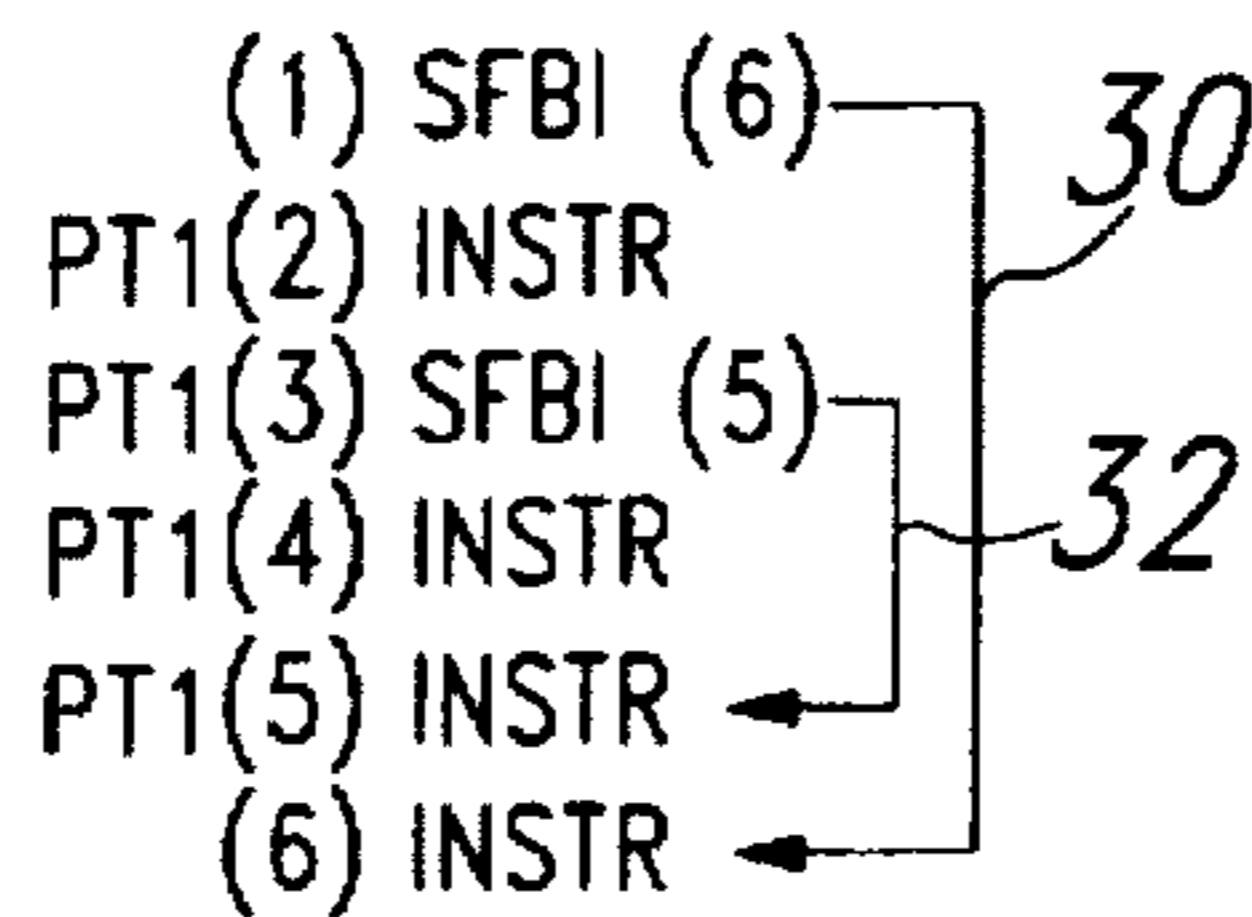 (1) SFBI (6)
30
PT1(2) INSTR
PT1(3) SFBI (5)
32
PT1(4) INSTR
PT1(5) INSTR
(6) INSTR